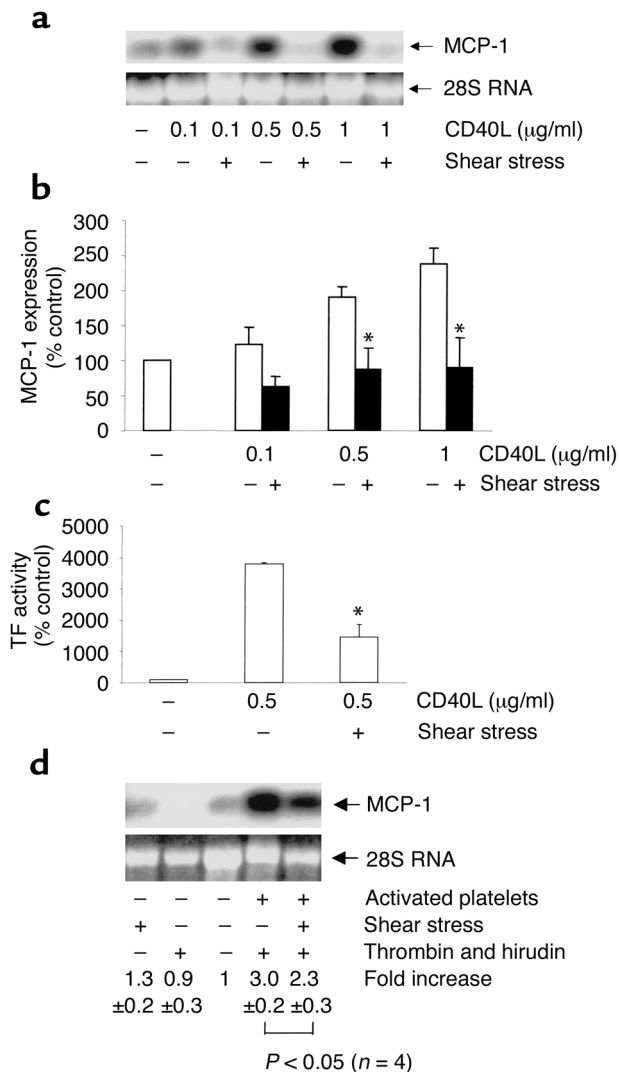 a
MCP-1
28S RNA
– 0.1 0.1 0.5 0.5 1 1 CD40L (μg/ml)
– – + – + – + Shear stress
b
MCP-1 expression
(% control)
300
250
200
150
100
50
0
* *
– 0.1 0.5 1 CD40L (μg/ml)
– – + – + – + Shear stress
c
TF activity
(% control)
5000
4000
3000
2000
1000
0
*
– 0.5 0.5 CD40L (μg/ml)
– – + Shear stress
d
MCP-1
28S RNA
– – – + + Activated platelets
+ – – – + Shear stress
– + – + + Thrombin and hirudin
1.3 0.9 1 3.0 2.3 Fold increase
±0.2 ±0.3 ±0.2 ±0.3
P < 0.05 (n = 4)